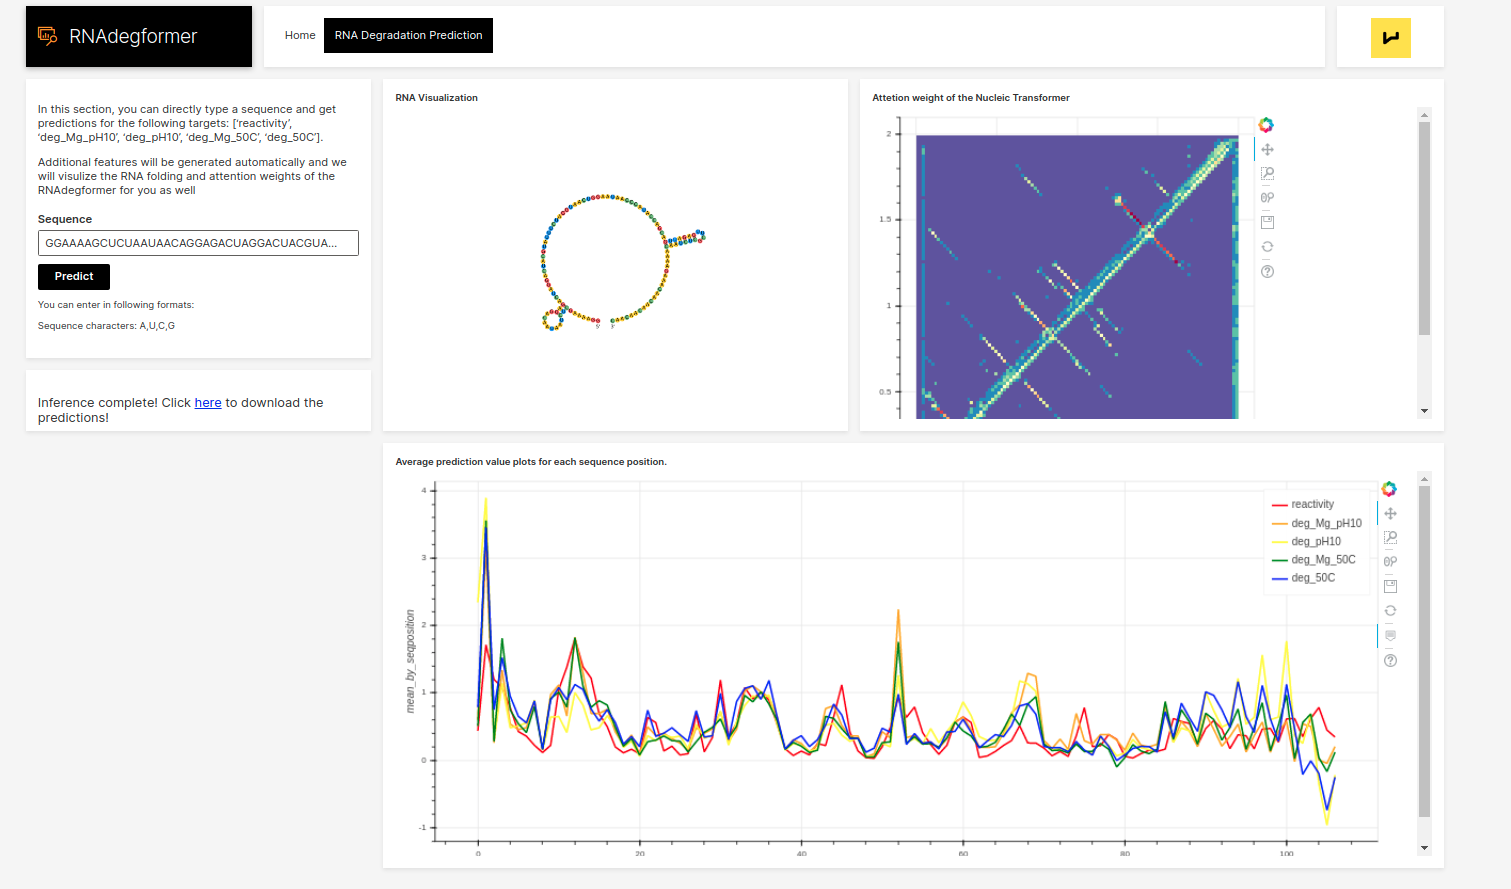 RNAdegformer
Home
RNA Degradation Prediction
In this section, you can directly type a sequence and get
predictions for the following targets: ['reactivity',
'deg_Mg_pH10', 'deg_pH10', 'deg_Mg_50C', 'deg_50C'].
Additional features will be generated automatically and we
will visulize the RNA folding and attention weights of the
RNAdegformer for you as well
Sequence
GGAAAAGCUCUAAUAACAGGAGACUAGGACUACGUA...
Predict
You can enter in following formats:
Sequence characters: A,U,C,G
Inference complete! Click here to download the
predictions!
RNA Visualization
5'
3'
Attetion weight of the Nucleic Transformer
2
1.5
1
0.5
Average prediction value plots for each sequence position.
mean_by_seqposition
4
3
2
1
0
-1
0
20
40
60
80
100
reactivity
deg_Mg_pH10
deg_pH10
deg_Mg_50C
deg_50C